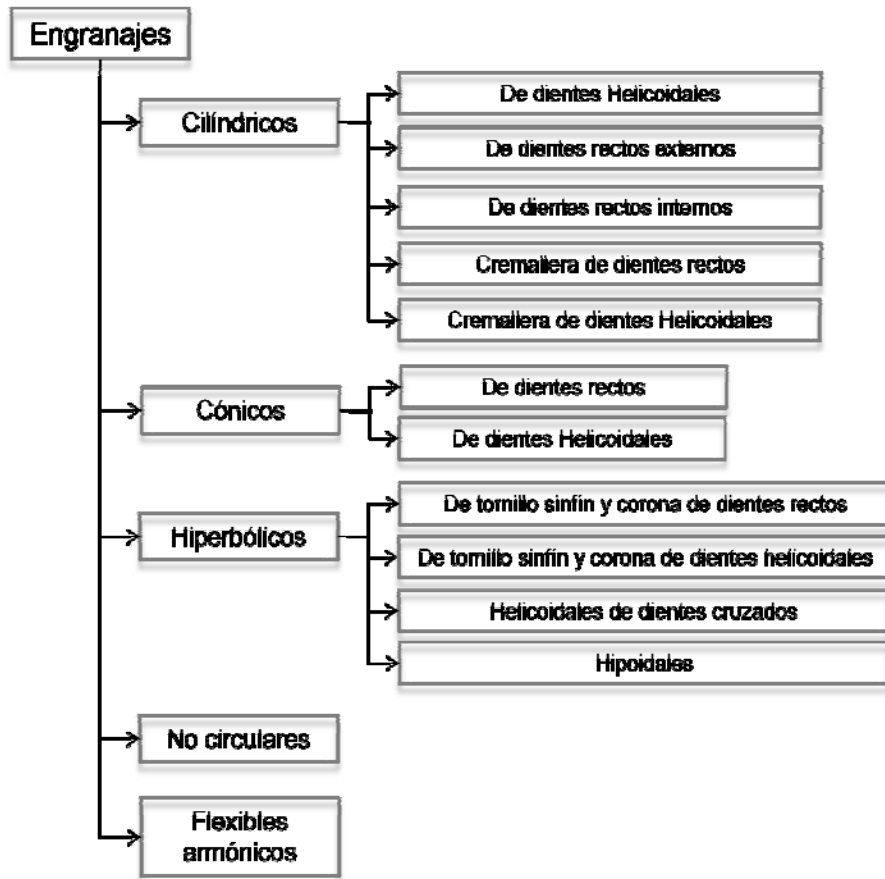 Engranajes
Cilíndricos
De dientes Helicoidales
De dientes rectos externos
De dientes rectos internos
Cremallera de dientes rectos
Cremallera de dientes Helicoidales
Cónicos
De dientes rectos
De dientes Helicoidales
Hiperbólicos
De tornillo sinfín y corona de dientes rectos
De tornillo sinfín y corona de dientes helicoidales
Helicoidales de dientes cruzados
Hipoidales
No circulares
Flexibles
armónicos